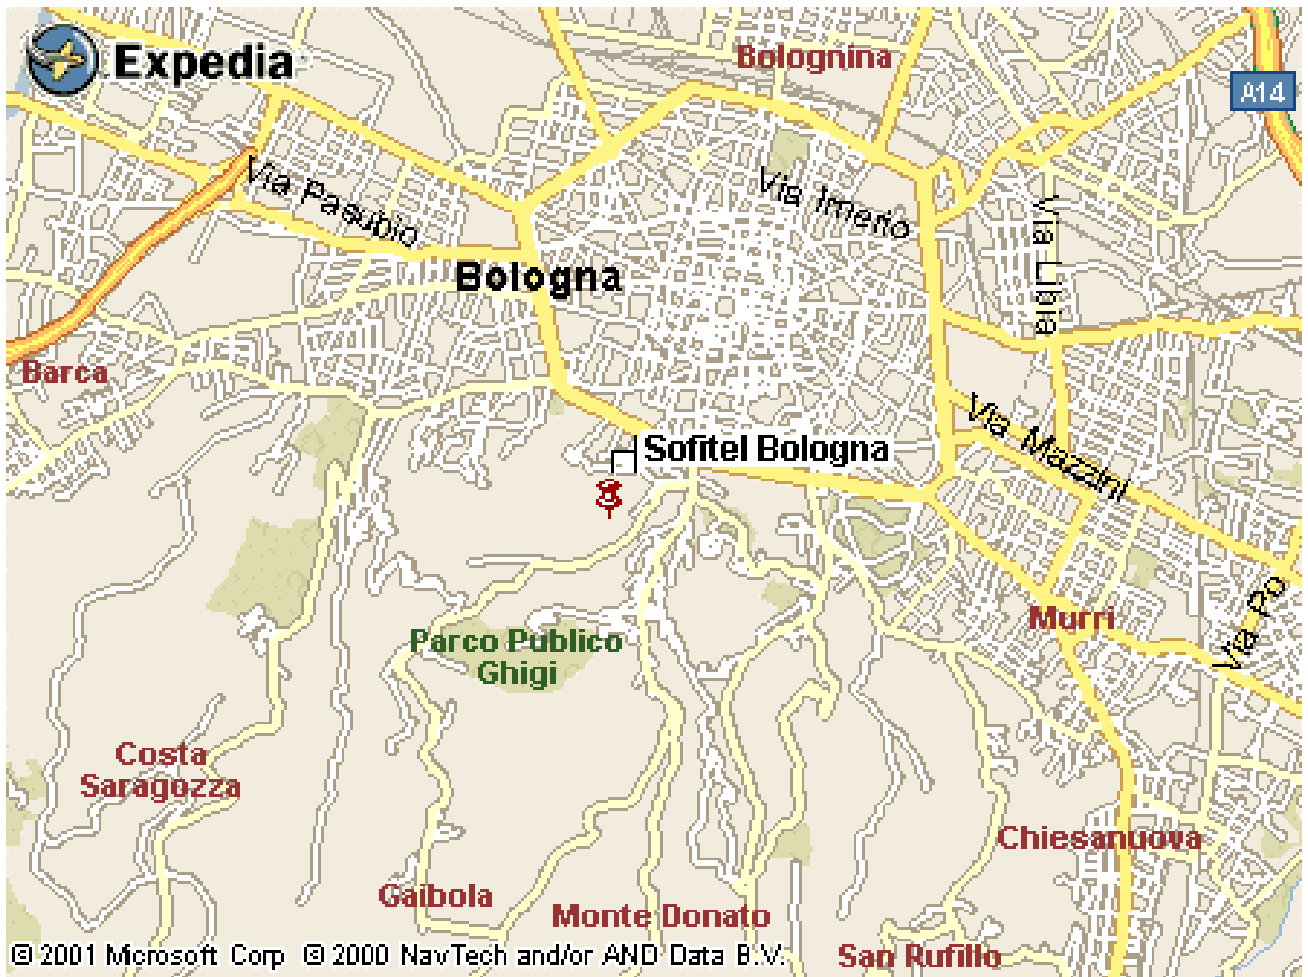 Expedia
Bolognina
A14
Via Pasubio
Via Imerio
Via Libia
Bologna
Barca
Via Mazzini
Sofitel Bologna
Via Po
Murri
Parco Publico
Ghigi
Costa
Saragozza
Chiesanuova
Gaibola
Monte Donato
San Rufillo
© 2001 Microsoft Corp © 2000 NavTech and/or AND Data B.V.